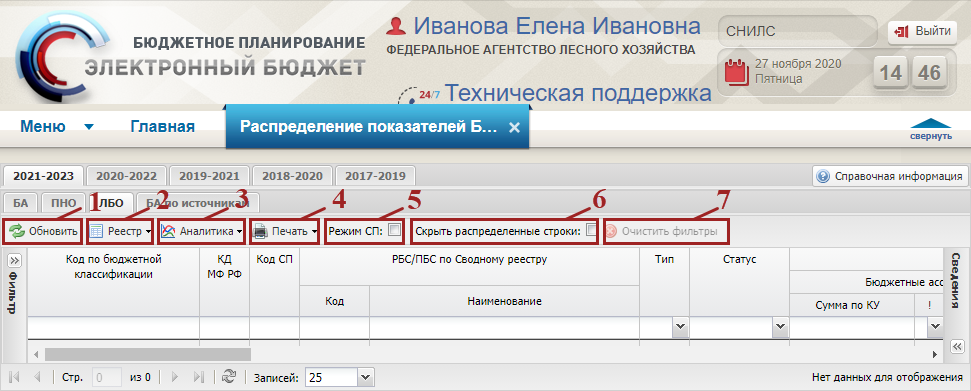 БЮДЖЕТНОЕ ПЛАНИРОВАНИЕ
ЭЛЕКТРОННЫЙ БЮДЖЕТ
Иванова Елена Ивановна
ФЕДЕРАЛЬНОЕ АГЕНТСТВО ЛЕСНОГО ХОЗЯЙСТВА
24/7 Техническая поддержка
СНИЛС
Выйти
27 ноября 2020
Пятница
14 46
Меню Главная Распределение показателей Б... ×
свернуть
2021-2023 2020-2022 2019-2021 2018-2020 2017-2019
Справочная информация
БА ПНО ЛБО БА по источникам
1 2 3 4 5 6 7
Обновить Реестр Аналитика Печать Режим СП: Скрыть распределенные строки: Очистить фильтры
Фильтр
Код по бюджетной классификации
КД МФ РФ
Код СП
РБС/ПБС по Сводному реестру
Код Наименование
Тип
Статус
Бюджетные асс
Сумма по КУ !
Сведения
Стр. 0 из 0 Записей: 25 Нет данных для отображения